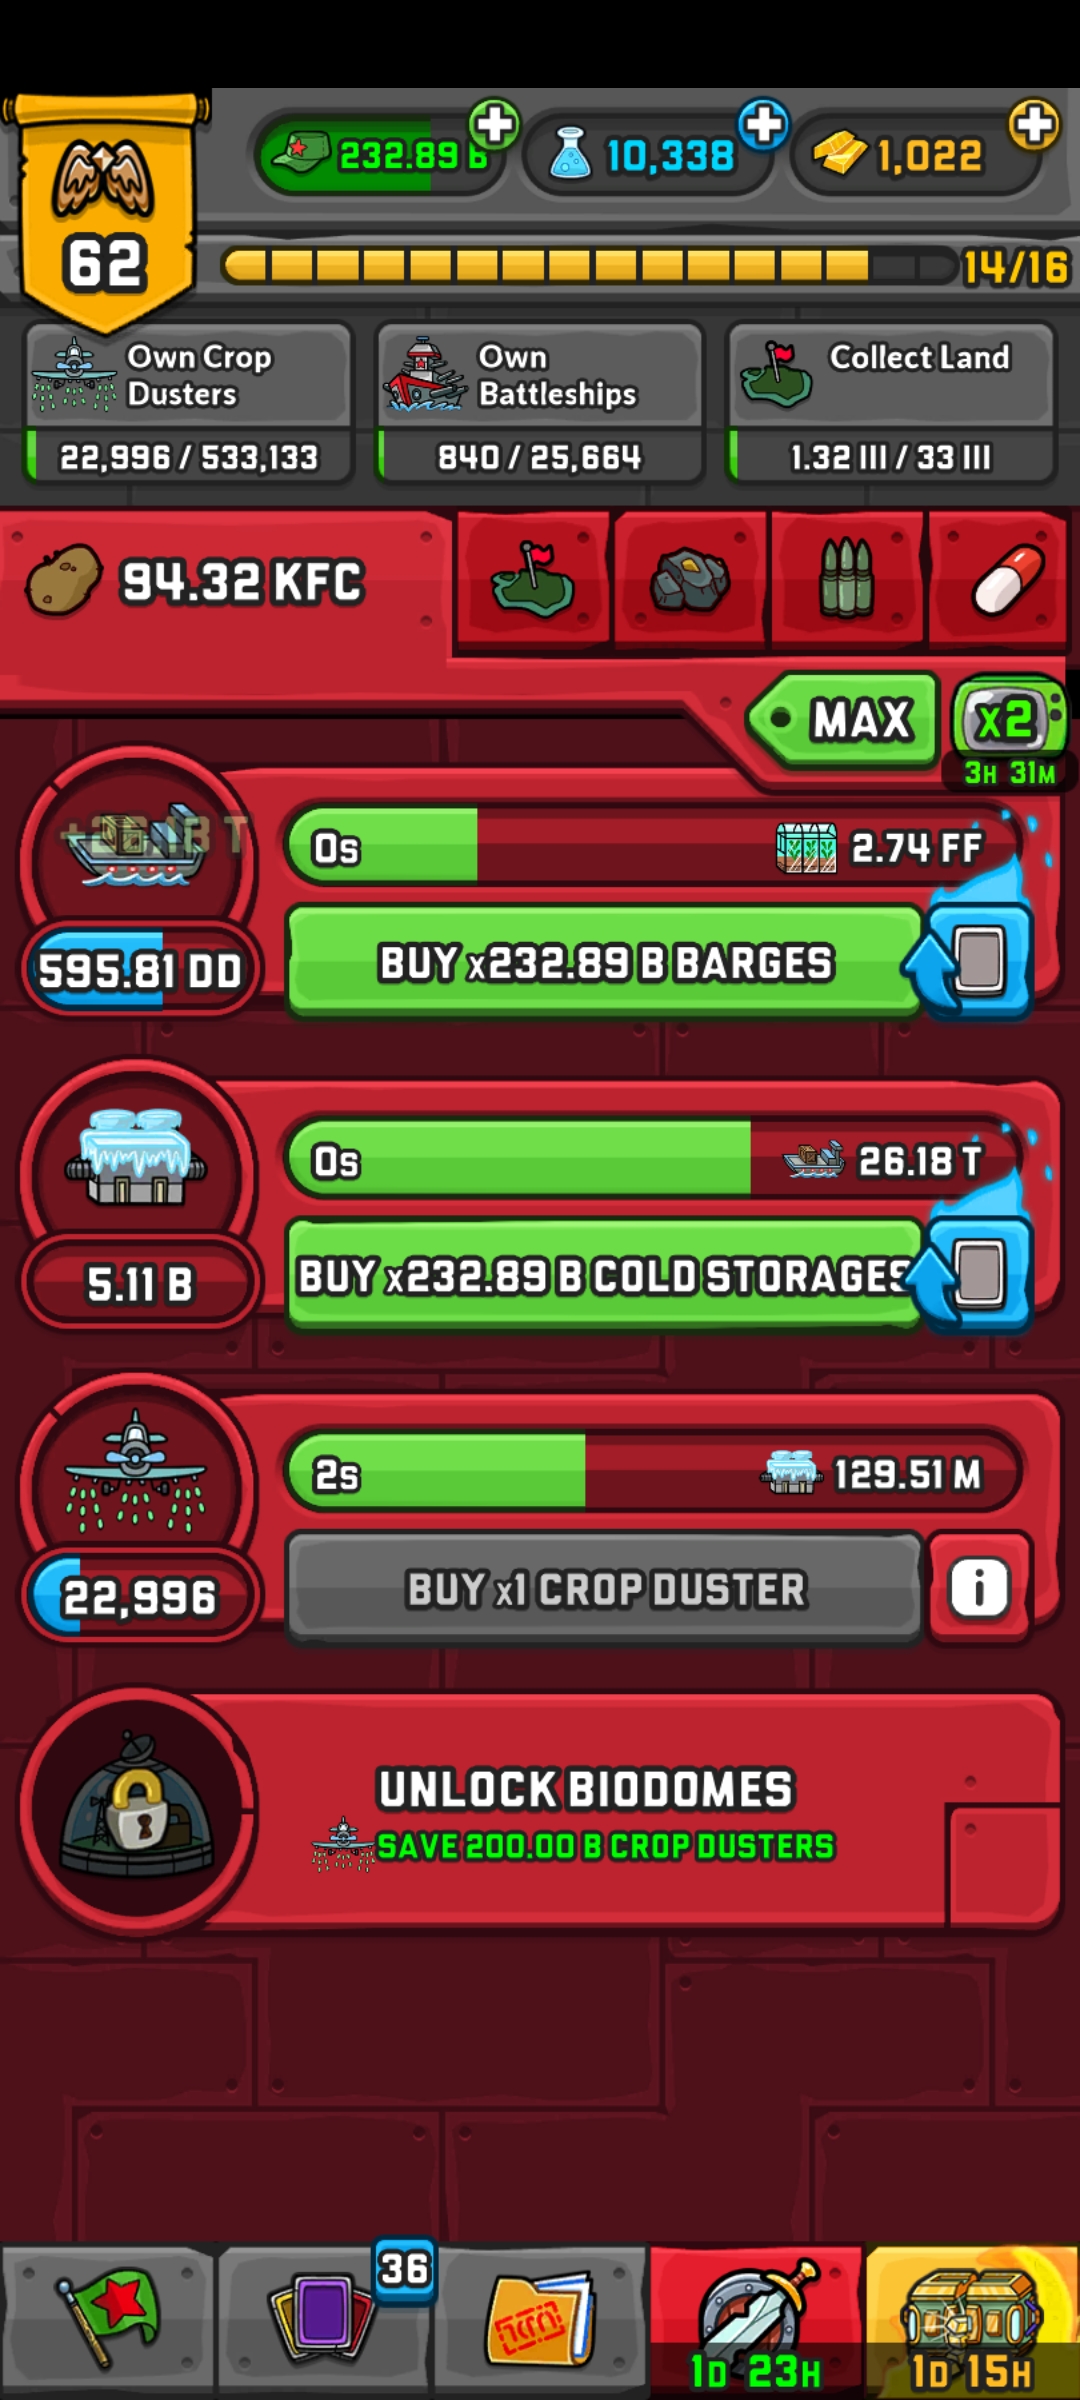 232.89 B
10,338
1,022
62
14/16
Own Crop
Dusters
22,996 / 533,133
Own
Battleships
840 / 25,664
Collect Land
1.32 III / 33 III
94.32 KFC
MAX
x2
3H 31M
0s
2.74 FF
595.81 DD
BUY x232.89 B BARGES
0s
26.18 T
5.11 B
BUY x232.89 B COLD STORAGES
2s
129.51 M
22,996
BUY x1 CROP DUSTER
i
UNLOCK BIODOMES
SAVE 200.00 B CROP DUSTERS
36
1D 23H
1D 15H